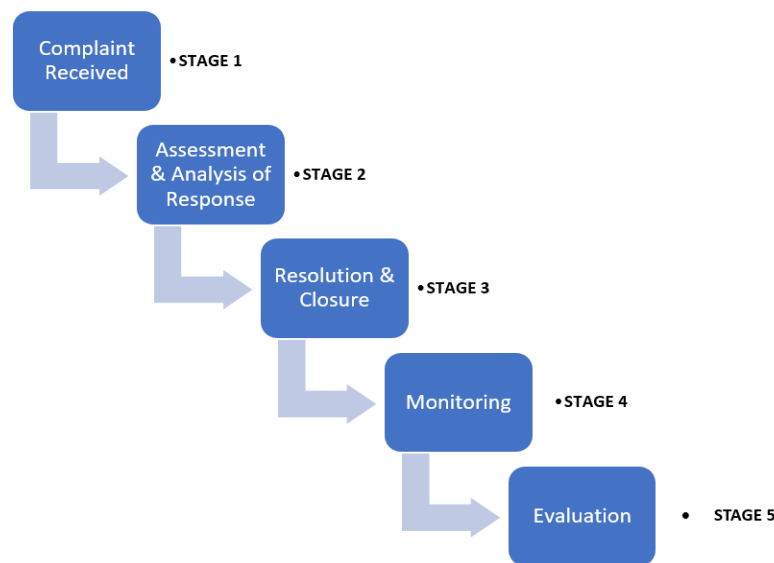 Complaint
Received
•STAGE 1
Assessment
& Analysis of
Response
•STAGE 2
Resolution &
Closure
•STAGE 3
Monitoring
•STAGE 4
Evaluation
• STAGE 5